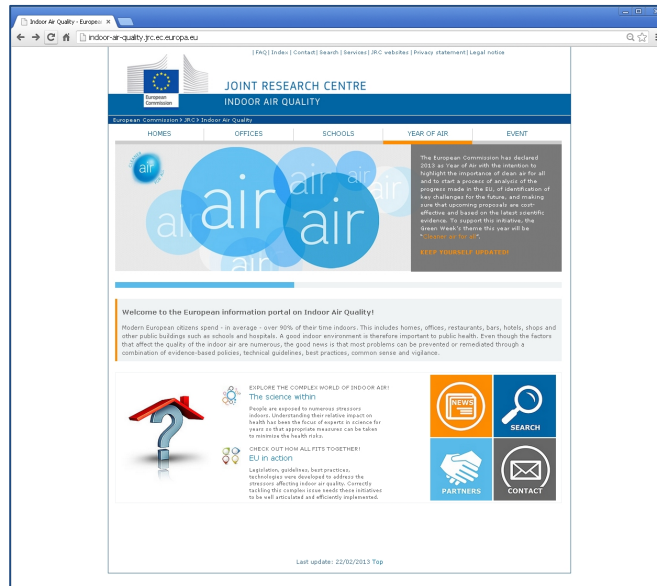 Indoor Air Quality - Europea
indoor-air-quality.jrc.ec.europa.eu
| FAQ| Index | Contact| Search | Services| JRC websites | Privacy statement| Legal notice
European
Commission
JOINT RESEARCH CENTRE
INDOOR AIR QUALITY
European Commission > JRC > Indoor Air Quality
HOMES OFFICES SCHOOLS YEAR OF AIR EVENT
air
air
air
air
air
air
air
The European Commission has declared
2013 as Year of Air with the intention to
highlight the importance of clean air for all
and to start a process of analysis of the
progress made in the EU, of identification of
key challenges for the future, and making
sure that upcoming proposals are cost-
effective and based on the latest scientific
evidence. To support this initiative, the
Green Week's theme this year will be
"Cleaner air for all".
KEEP YOURSELF UPDATED!
Welcome to the European information portal on Indoor Air Quality!
Modern European citizens spend - in average - over 90% of their time indoors. This includes homes, offices, restaurants, bars, hotels, shops and
other public buildings such as schools and hospitals. A good indoor environment is therefore important to public health. Even though the factors
that affect the quality of the indoor air are numerous, the good news is that most problems can be prevented or remediated through a
combination of evidence-based policies, technical guidelines, best practices, common sense and vigilance.
EXPLORE THE COMPLEX WORLD OF INDOOR AIR!
The science within
People are exposed to numerous stressors
indoors. Understanding their relative impact on
health has been the focus of experts in science for
years so that appropriate measures can be taken
to minimise the health risks.
CHECK OUT HOW ALL FITS TOGETHER!
EU in action
Legislation, guidelines, best practices,
technologies were developed to address the
stressors affecting indoor air quality. Correctly
tackling this complex issue needs these initiatives
to be well articulated and efficiently implemented.
NEWS
SEARCH
PARTNERS
CONTACT
Last update: 22/02/2013 Top